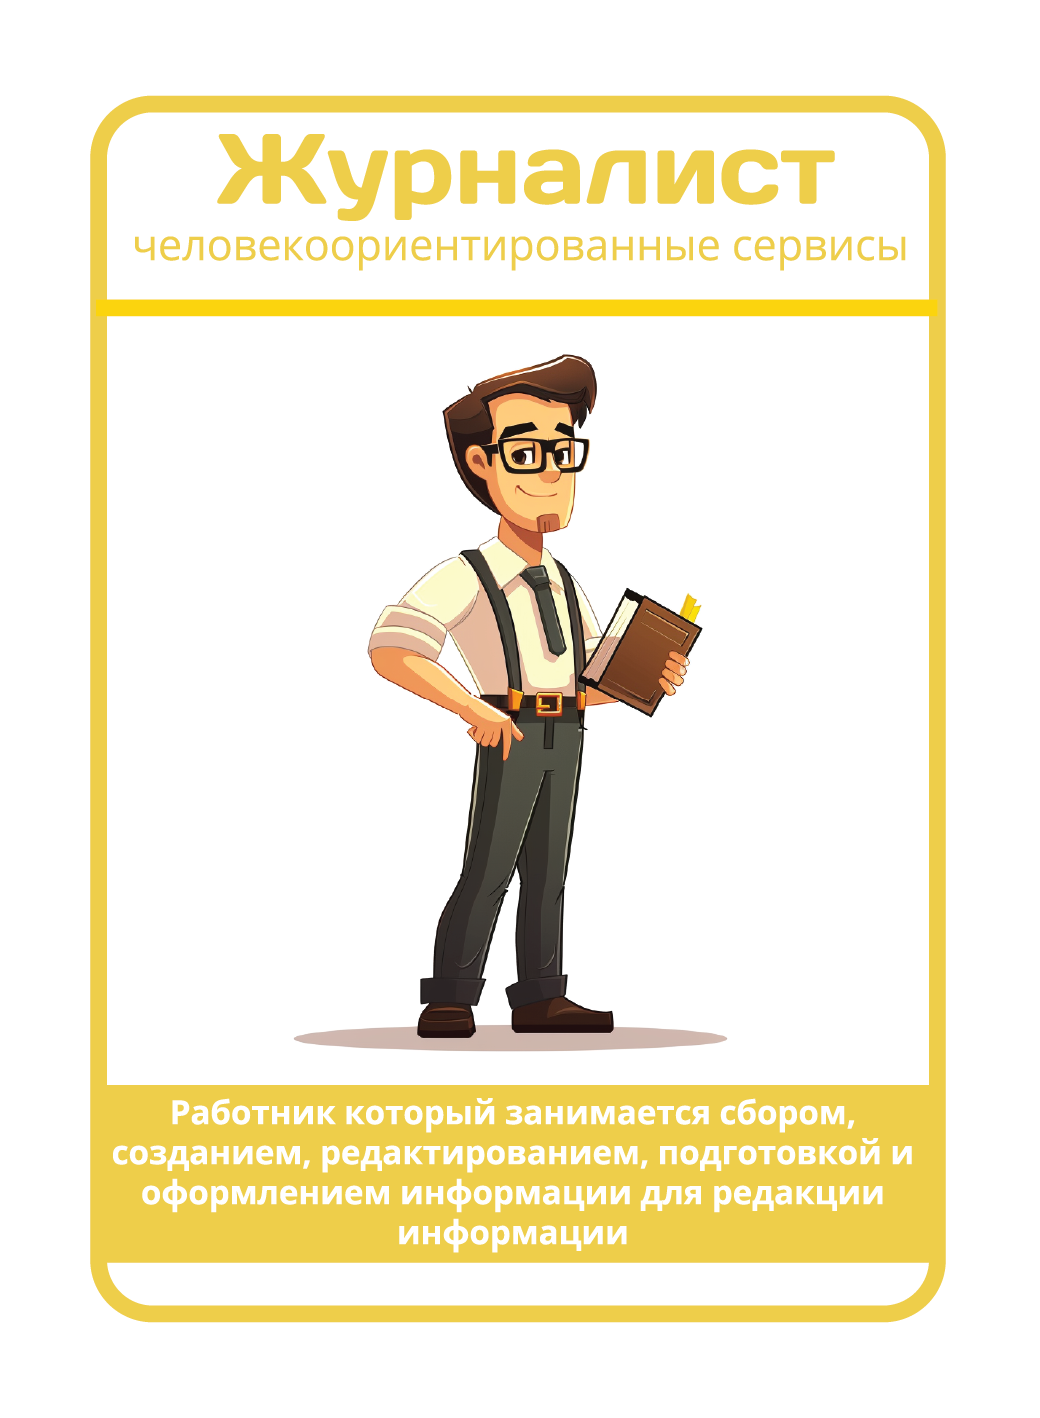 Журналист
человекоориентированные сервисы
Работник который занимается сбором,
созданием, редактированием, подготовкой и
оформлением информации для редакции
информации